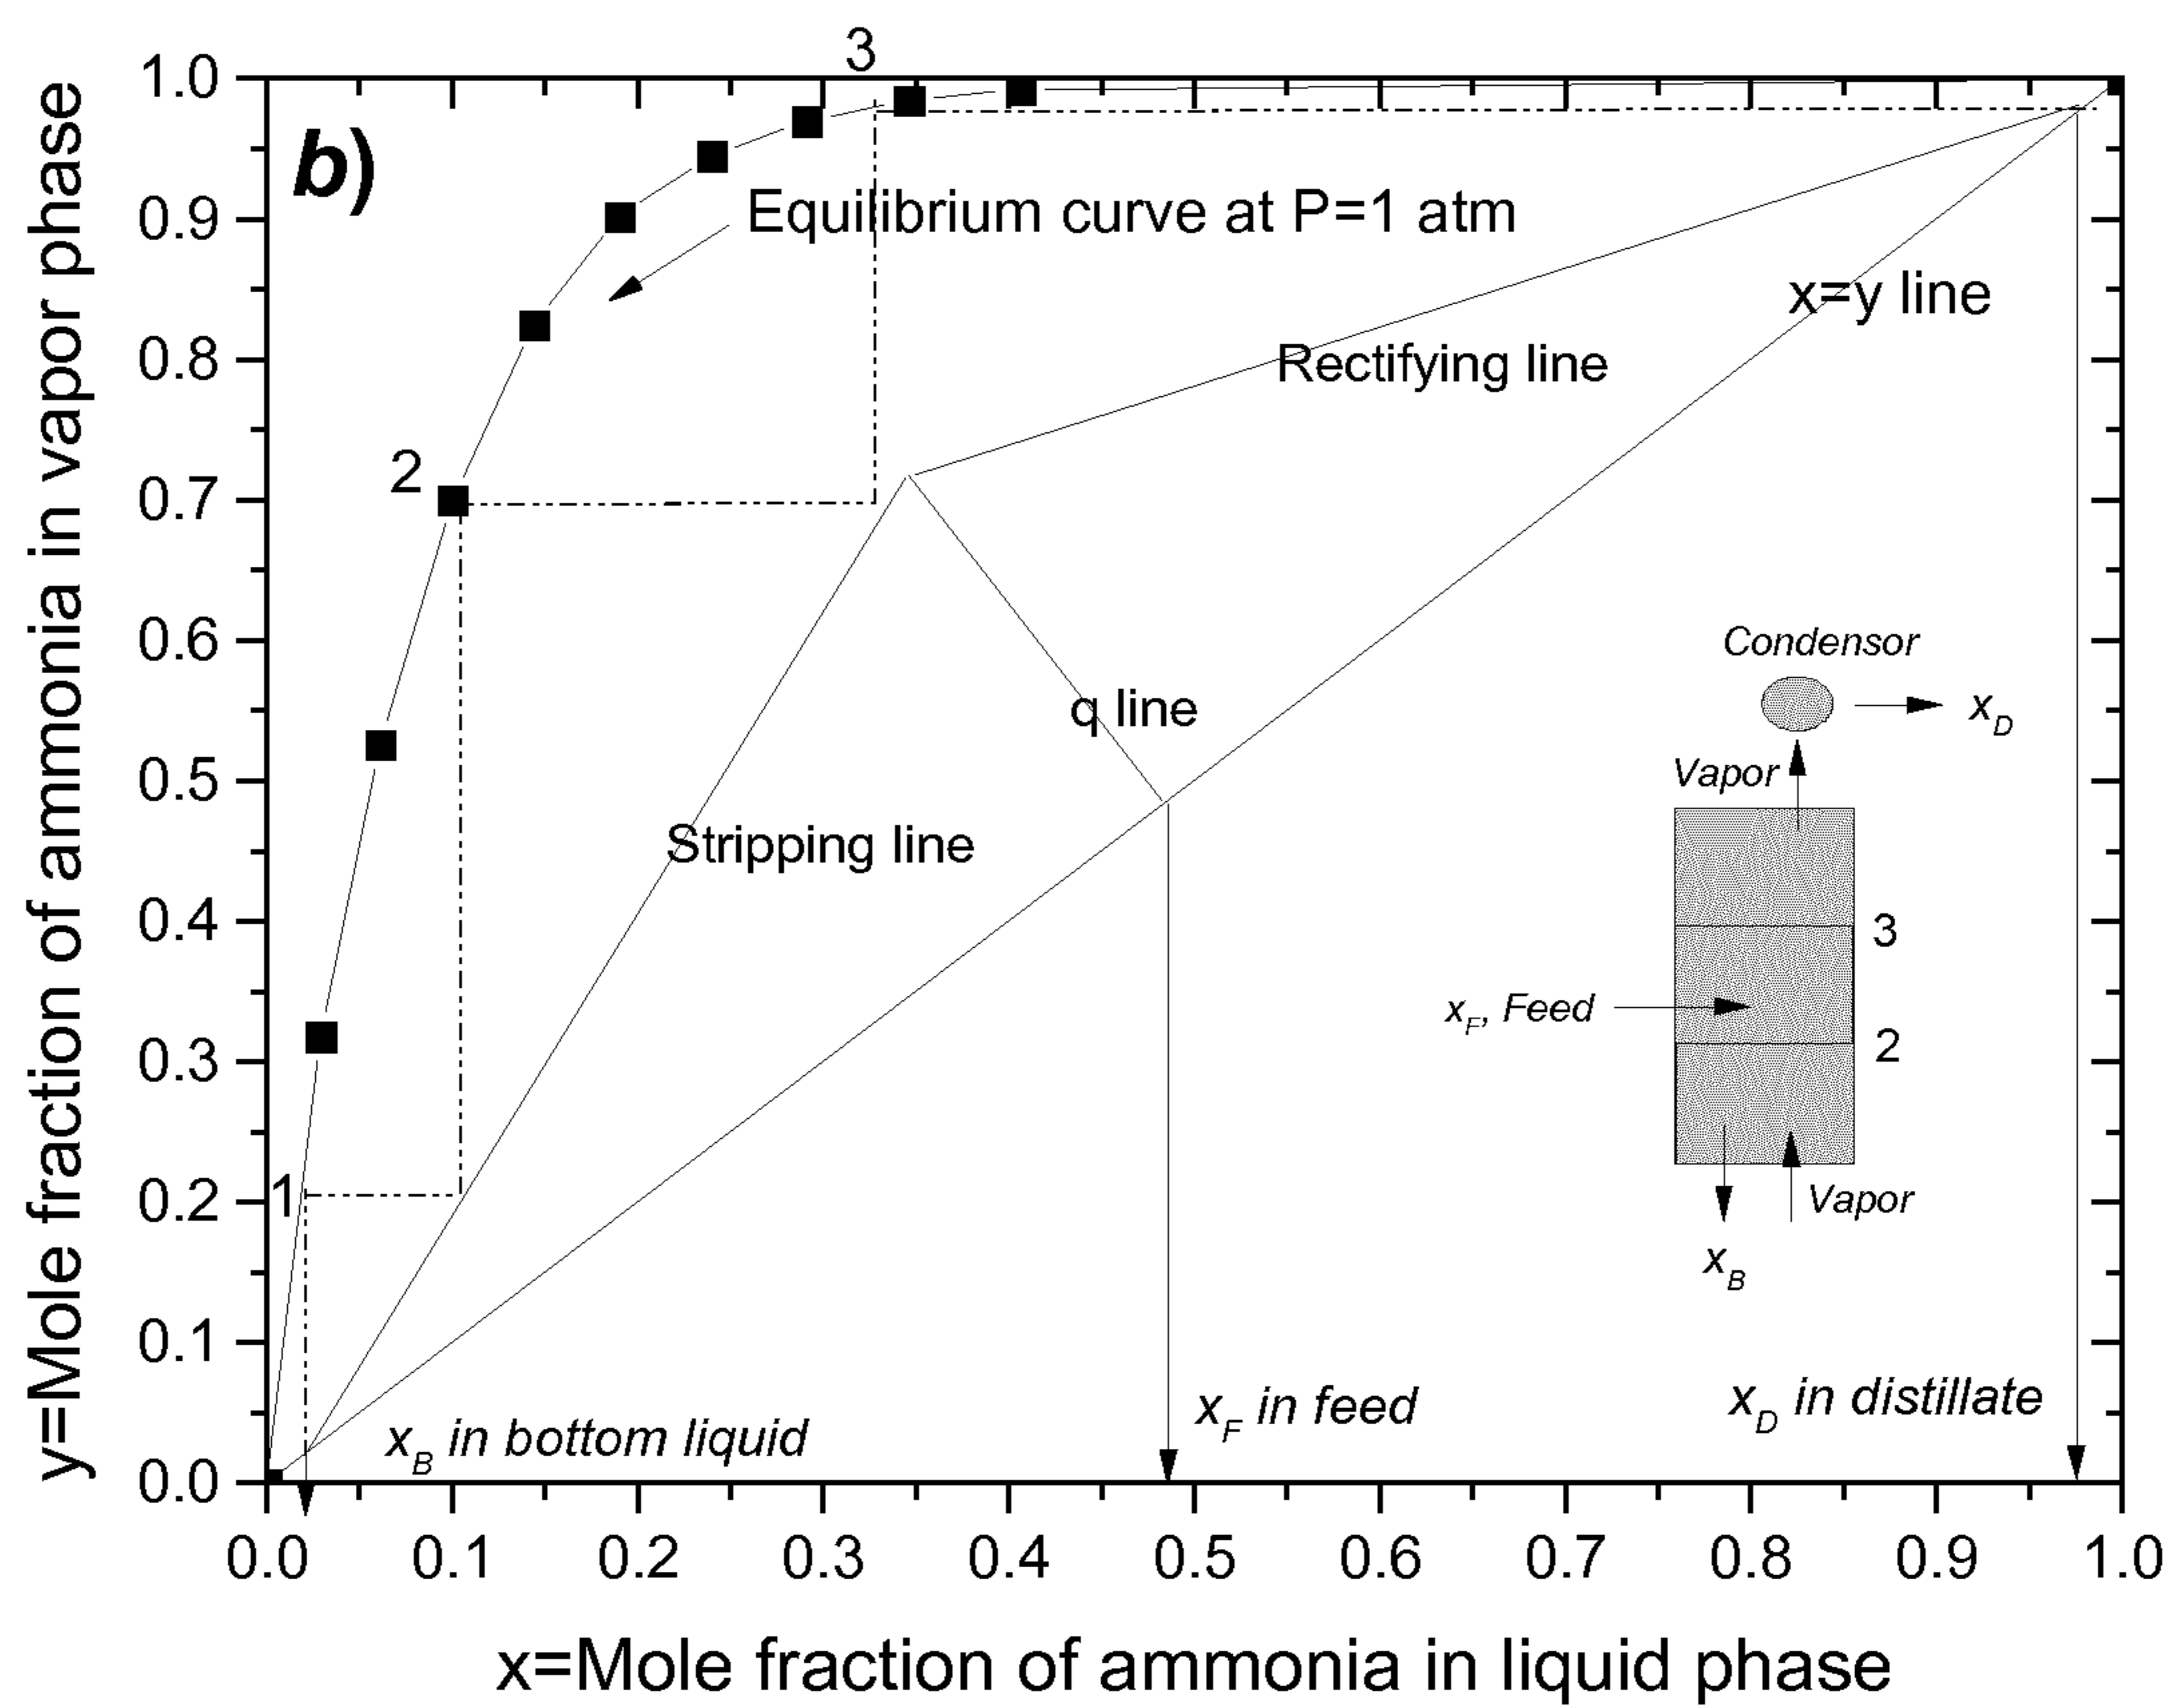 3
1.0
b)
0.9
Equilibrium curve at P=1 atm
x=y line
0.8
Rectifying line
2
0.7
0.6
Condensor
x_D
q line
Vapor
0.5
Stripping line
0.4
3
x_F, Feed
2
0.3
1
0.2
Vapor
x_B
0.1
x_F in feed
x_D in distillate
x_B in bottom liquid
0.0
0.0 0.1 0.2 0.3 0.4 0.5 0.6 0.7 0.8 0.9 1.0
x=Mole fraction of ammonia in liquid phase
y=Mole fraction of ammonia in vapor phase